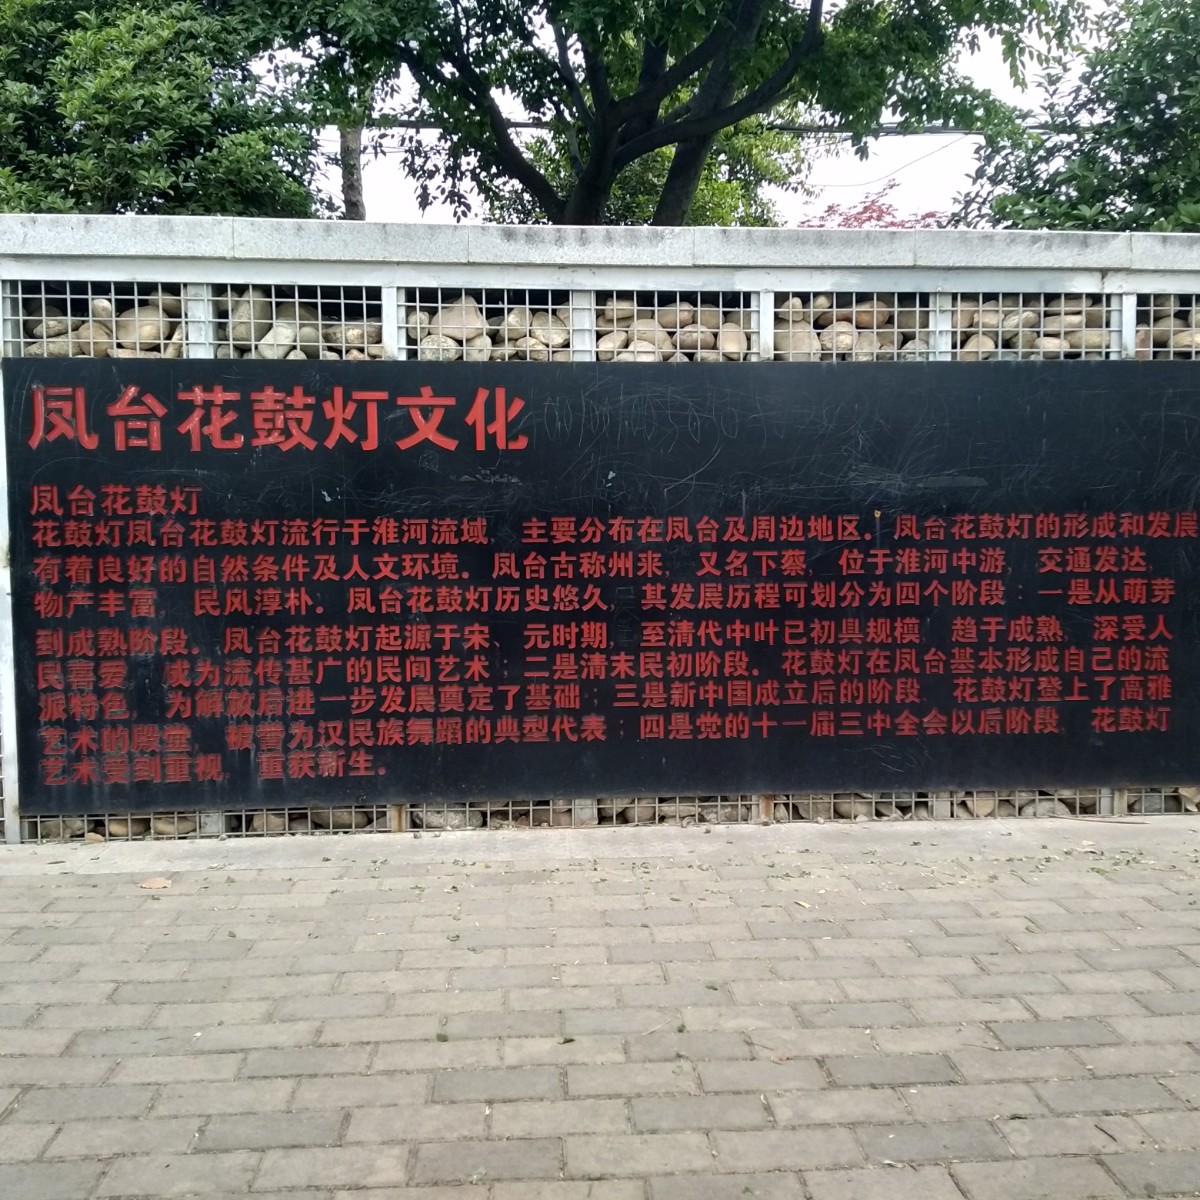 凤台花鼓灯文化
凤台花鼓灯
花鼓灯凤台花鼓灯流行于淮河流域，主要分布在凤台及周边地区。凤台花鼓灯的形成和发展
有着良好的自然条件及人文环境。凤台古称州来，又名下蔡，位于淮河中游，交通发达，
物产丰富，民风淳朴。凤台花鼓灯历史悠久，其发展历程可划分为四个阶段：一是从萌芽
到成熟阶段。凤台花鼓灯起源于宋、元时期，至清代中叶已初具规模，趋于成熟，深受人
民喜爱，成为流传甚广的民间艺术；二是清末民初阶段。花鼓灯在凤台基本形成自己的流
派特色，为解放后进一步发展奠定了基础；三是新中国成立后的阶段，花鼓灯登上了高雅
艺术的殿堂，被誉为汉民族舞蹈的典型代表；四是党的十一届三中全会以后阶段，花鼓灯
艺术受到重视，重获新生。